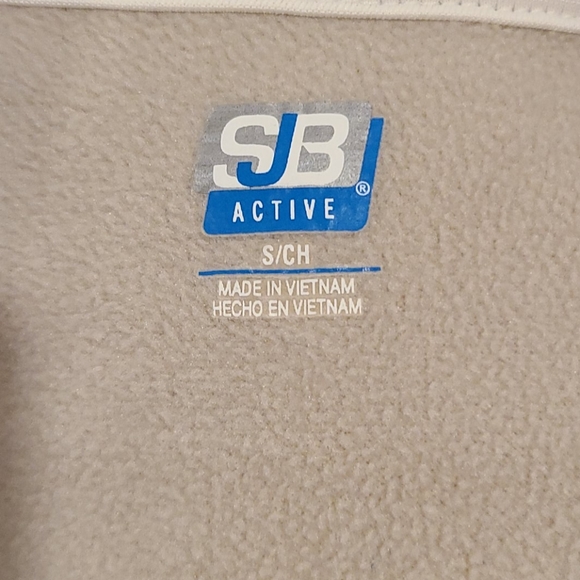 SJB
ACTIVE
®
S/CH
MADE IN VIETNAM
HECHO EN VIETNAM